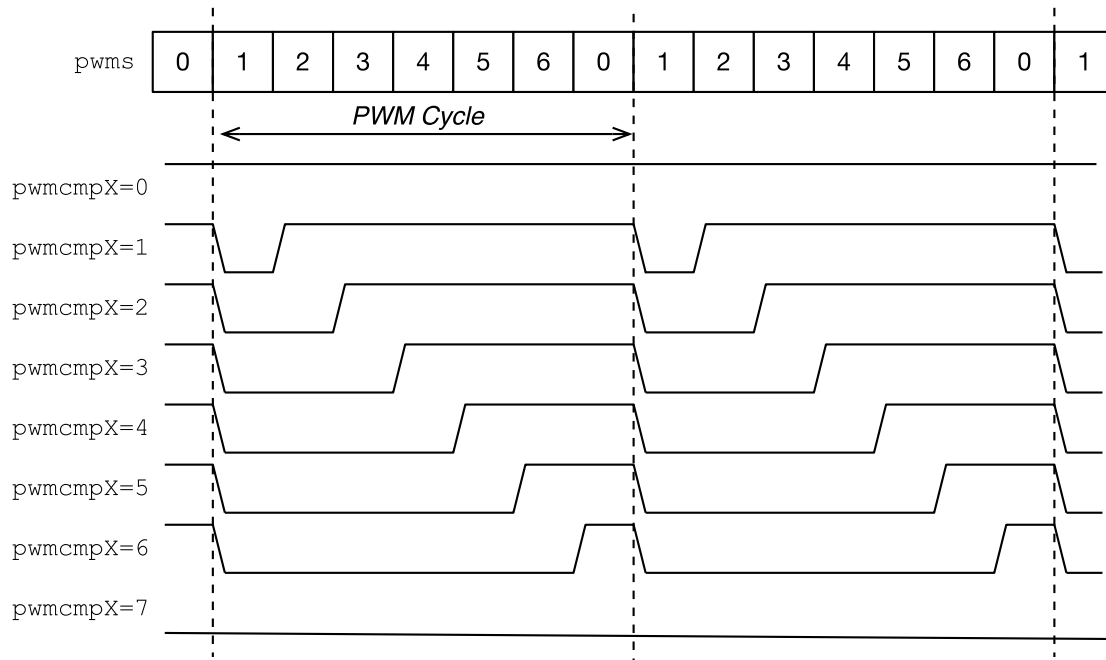 pwms 0 1 2 3 4 5 6 0 1 2 3 4 5 6 0 1
PWM Cycle
pwmcmpX=0
pwmcmpX=1
pwmcmpX=2
pwmcmpX=3
pwmcmpX=4
pwmcmpX=5
pwmcmpX=6
pwmcmpX=7